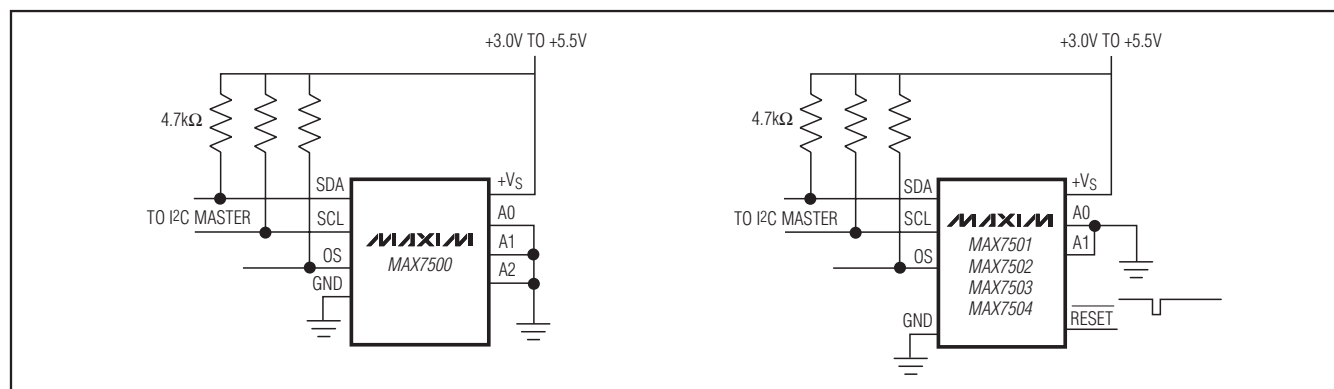 +3.0V TO +5.5V
4.7kΩ
SDA
+VS
TO I2C MASTER
SCL
A0
MAXIM
MAX7500
A1
OS
A2
GND
+3.0V TO +5.5V
4.7kΩ
SDA
+VS
TO I2C MASTER
SCL
A0
MAXIM
MAX7501
A1
OS
MAX7502
MAX7503
MAX7504
GND
RESET